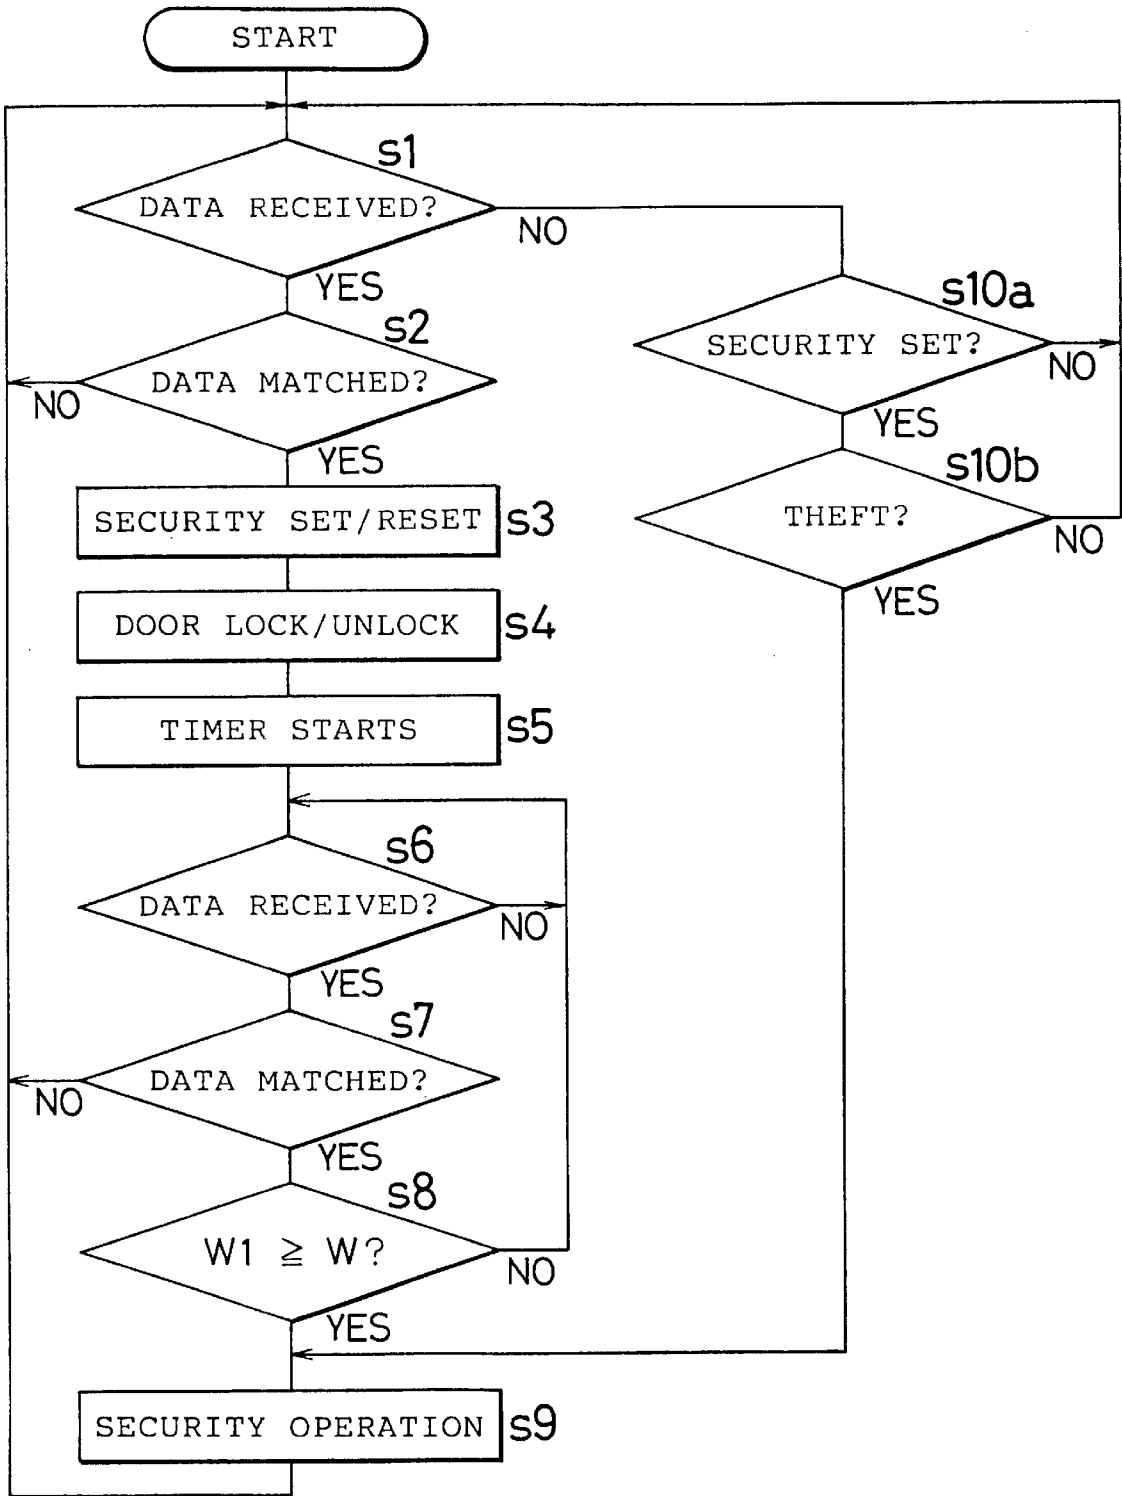 START
s1
DATA RECEIVED?
NO
YES
s2
DATA MATCHED?
NO
YES
SECURITY SET/RESET s3
DOOR LOCK/UNLOCK s4
TIMER STARTS s5
s6
DATA RECEIVED?
NO
YES
s7
DATA MATCHED?
NO
YES
s8
W1 ≧ W?
NO
YES
SECURITY OPERATION s9
s10a
SECURITY SET?
NO
YES
s10b
THEFT?
NO
YES